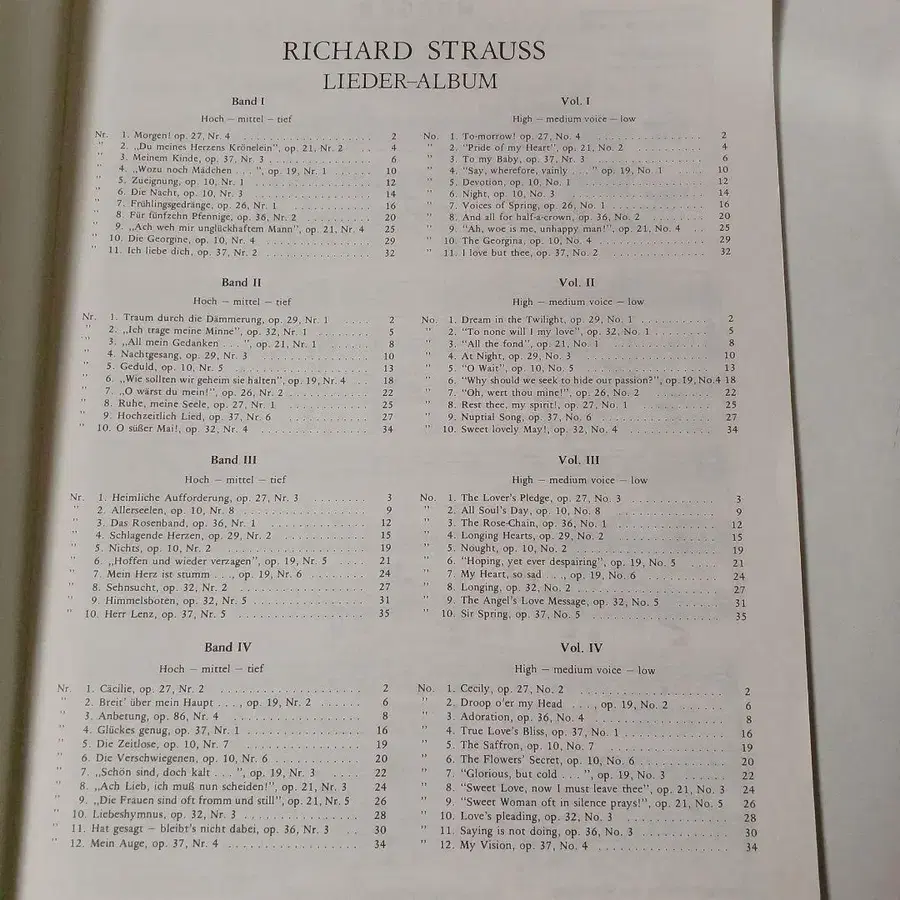 RICHARD STRAUSS
LIEDER-ALBUM
Band I
Hoch — mittel — tief
Nr. 1. Morgen! op. 27, Nr. 4 . . . . . . . . . . . . . . . 2
" 2. „Du meines Herzens Krönelein", op. 21, Nr. 2 . . 4
" 3. Meinem Kinde, op. 37, Nr. 3 . . . . . . . . . . . . 6
" 4. „Wozu noch Mädchen . . . ", op. 19, Nr. 1 . . . . . 10
" 5. Zueignung, op. 10, Nr. 1 . . . . . . . . . . . . . . 12
" 6. Die Nacht, op. 10, Nr. 3 . . . . . . . . . . . . . . 14
" 7. Frühlingsgedränge, op. 26, Nr. 1 . . . . . . . . . . 16
" 8. Für fünfzehn Pfennige, op. 36, Nr. 2 . . . . . . . . 20
" 9. „Ach weh mir unglückhaftem Mann", op. 21, Nr. 4 25
" 10. Die Georgine, op. 10, Nr. 4 . . . . . . . . . . . . 29
" 11. Ich liebe dich, op. 37, Nr. 2 . . . . . . . . . . . . 32
Band II
Hoch — mittel — tief
Nr. 1. Traum durch die Dämmerung, op. 29, Nr. 1 . . . . . 2
" 2. „Ich trage meine Minne", op. 32, Nr. 1 . . . . . . . 5
" 3. „All mein Gedanken . . . ", op. 21, Nr. 1 . . . . . . 8
" 4. Nachtgesang, op. 29, Nr. 3 . . . . . . . . . . . . . 10
" 5. Geduld, op. 10, Nr. 5 . . . . . . . . . . . . . . . 13
" 6. „Wie sollten wir geheim sie halten", op. 19, Nr. 4 . . 18
" 7. „O wärst du mein!", op. 26, Nr. 2 . . . . . . . . . 22
" 8. Ruhe, meine Seele, op. 27, Nr. 1 . . . . . . . . . . 25
" 9. Hochzeitlich Lied, op. 37, Nr. 6 . . . . . . . . . . 27
" 10. O süßer Mai!, op. 32, Nr. 4 . . . . . . . . . . . . 34
Band III
Hoch — mittel — tief
Nr. 1. Heimliche Aufforderung, op. 27, Nr. 3 . . . . . . . . 3
" 2. Allerseelen, op. 10, Nr. 8 . . . . . . . . . . . . . 9
" 3. Das Rosenband, op. 36, Nr. 1 . . . . . . . . . . . 12
" 4. Schlagende Herzen, op. 29, Nr. 2 . . . . . . . . . . 15
" 5. Nichts, op. 10, Nr. 2 . . . . . . . . . . . . . . . 19
" 6. „Hoffen und wieder verzagen", op. 19, Nr. 5 . . . . 21
" 7. Mein Herz ist stumm . . ., op. 19, Nr. 6 . . . . . . . 24
" 8. Sehnsucht, op. 32, Nr. 2 . . . . . . . . . . . . . . 27
" 9. Himmelsboten, op. 32, Nr. 5 . . . . . . . . . . . . 31
" 10. Herr Lenz, op. 37, Nr. 5 . . . . . . . . . . . . . . 35
Band IV
Hoch — mittel — tief
Nr. 1. Cäcilie, op. 27, Nr. 2 . . . . . . . . . . . . . . . 2
" 2. Breit' über mein Haupt . . ., op. 19, Nr. 2 . . . . . . 6
" 3. Anbetung, op. 86, Nr. 4 . . . . . . . . . . . . . . 8
" 4. Glückes genug, op. 37, Nr. 1 . . . . . . . . . . . . 16
" 5. Die Zeitlose, op. 10, Nr. 7 . . . . . . . . . . . . 19
" 6. Die Verschwiegenen, op. 10, Nr. 6 . . . . . . . . . 20
" 7. „Schön sind, doch kalt . . . ", op. 19, Nr. 3 . . . . 22
" 8. „Ach Lieb, ich muß nun scheiden!", op. 21, Nr. 3 24
" 9. „Die Frauen sind oft fromm und still", op. 21, Nr. 5 26
" 10. Liebeshymnus, op. 32, Nr. 3 . . . . . . . . . . . . 28
" 11. Hat gesagt — bleibt's nicht dabei, op. 36, Nr. 3 . . 30
" 12. Mein Auge, op. 37, Nr. 4 . . . . . . . . . . . . . 34
Vol. I
High — medium voice — low
No. 1. To-morrow! op. 27, No. 4 . . . . . . . . . . . . . 2
" 2. "Pride of my Heart", op. 21, No. 2 . . . . . . . . . 4
" 3. To my Baby, op. 37, Nr. 3 . . . . . . . . . . . . . 6
" 4. "Say, wherefore, vainly . . . " op. 19, No. 1 . . . . . 10
" 5. Devotion, op. 10, No. 1 . . . . . . . . . . . . . . 12
" 6. Night, op. 10, No. 3 . . . . . . . . . . . . . . . 14
" 7. Voices of Spring, op. 26, No. 1 . . . . . . . . . . . 16
" 8. And all for half-a-crown, op. 36, No. 2 . . . . . . . 20
" 9. "Ah, woe is me, unhappy man!", op. 21, No. 4 . . 25
" 10. The Georgina, op. 10, No. 4 . . . . . . . . . . . . 29
" 11. I love but thee, op. 37, No. 2 . . . . . . . . . . . 32
Vol. II
High — medium voice — low
No. 1. Dream in the Twilight, op. 29, No. 1 . . . . . . . . 2
" 2. "To none will I my love", op. 32, No. 1 . . . . . . . 5
" 3. "All the fond", op. 21, No. 1 . . . . . . . . . . . . 8
" 4. At Night, op. 29, No. 3 . . . . . . . . . . . . . . 10
" 5. "O Wait", op. 10, No. 5 . . . . . . . . . . . . . . 13
" 6. "Why should we seek to hide our passion?", op. 19, No.4 18
" 7. "Oh, wert thou mine!", op. 26, No. 2 . . . . . . . . 22
" 8. Rest thee, my spirit!, op. 27, No. 1 . . . . . . . . . 25
" 9. Nuptial Song, op. 37, No. 6 . . . . . . . . . . . . 27
" 10. Sweet lovely May!, op. 32, No. 4 . . . . . . . . . . 34
Vol. III
High — medium voice — low
No. 1. The Lover's Pledge, op. 27, No. 3 . . . . . . . . . . 3
" 2. All Soul's Day, op. 10, No. 8 . . . . . . . . . . . . 9
" 3. The Rose-Chain, op. 36, No. 1 . . . . . . . . . . . 12
" 4. Longing Hearts, op. 29, No. 2 . . . . . . . . . . . 15
" 5. Nought, op. 10, No. 2 . . . . . . . . . . . . . . . 19
" 6. "Hoping, yet ever despairing", op. 19, No. 5 . . . . 21
" 7. My Heart, so sad . . ., op. 19, No. 6 . . . . . . . . 24
" 8. Longing, op. 32, No. 2 . . . . . . . . . . . . . . . 27
" 9. The Angel's Love Message, op. 32, No. 5 . . . . . . 31
" 10. Sir Spring, op. 37, No. 5 . . . . . . . . . . . . . . 35
Vol. IV
High — medium voice — low
No. 1. Cecily, op. 27, No. 2 . . . . . . . . . . . . . . . 2
" 2. Droop o'er my Head . . . ., op. 19, No. 2 . . . . . . 6
" 3. Adoration, op. 36, No. 4 . . . . . . . . . . . . . . 8
" 4. True Love's Bliss, op. 37, No. 1 . . . . . . . . . . 16
" 5. The Saffron, op. 10, No. 7 . . . . . . . . . . . . . 19
" 6. The Flowers' Secret, op. 10, No. 6 . . . . . . . . . 20
" 7. "Glorious, but cold . . . ", op. 19, No. 3 . . . . . . 22
" 8. "Sweet Love, now I must leave thee", op. 21, No. 3 24
" 9. "Sweet Woman oft in silence prays!", op. 21, No. 5 26
" 10. Love's pleading, op. 32, No. 3 . . . . . . . . . . . 28
" 11. Saying is not doing, op. 36, No. 3 . . . . . . . . . 30
" 12. My Vision, op. 37, No. 4 . . . . . . . . . . . . . . 34